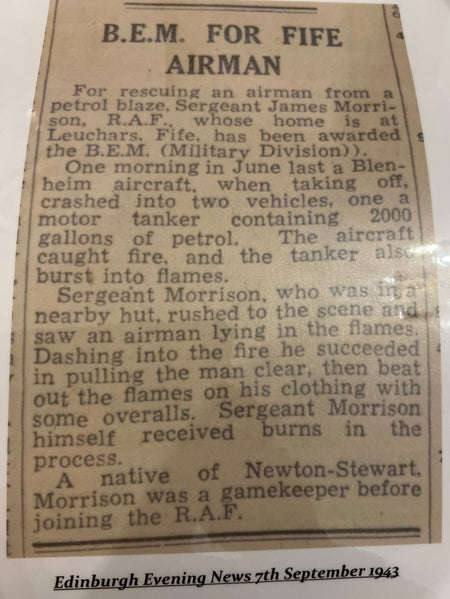 B.E.M. FOR FIFE
AIRMAN
For rescuing an airman from a
petrol blaze, Sergeant James Morri-
son, R.A.F., whose home is at
Leuchars, Fife, has been awarded
the B.E.M. (Military Division)).
One morning in June last a Blen-
heim aircraft, when taking off,
crashed into two vehicles, one a
motor tanker containing 2000
gallons of petrol. The aircraft
caught fire, and the tanker also
burst into flames.
Sergeant Morrison, who was in a
nearby hut, rushed to the scene and
saw an airman lying in the flames.
Dashing into the fire he succeeded
in pulling the man clear, then beat
out the flames on his clothing with
some overalls. Sergeant Morrison
himself received burns in the
process.
A native of Newton-Stewart,
Morrison was a gamekeeper before
joining the R.A.F.
Edinburgh Evening News 7th September 1943